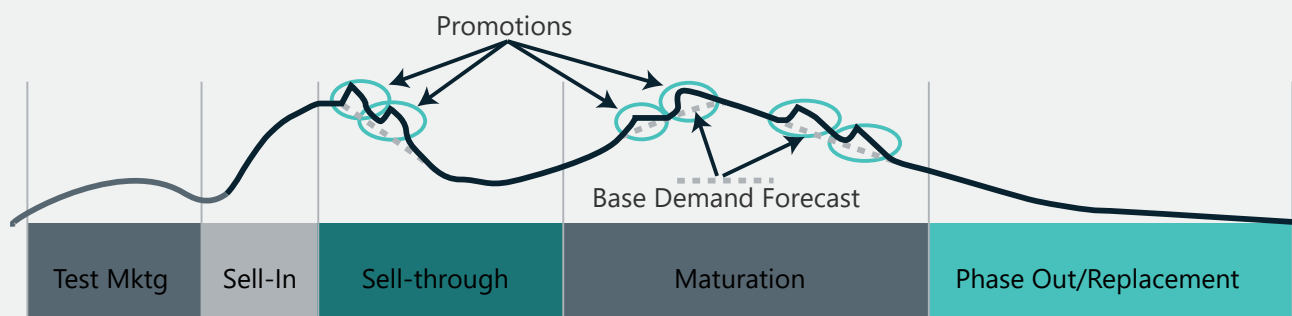 Promotions
Base Demand Forecast
Test Mktg
Sell-In
Sell-through
Maturation
Phase Out/Replacement